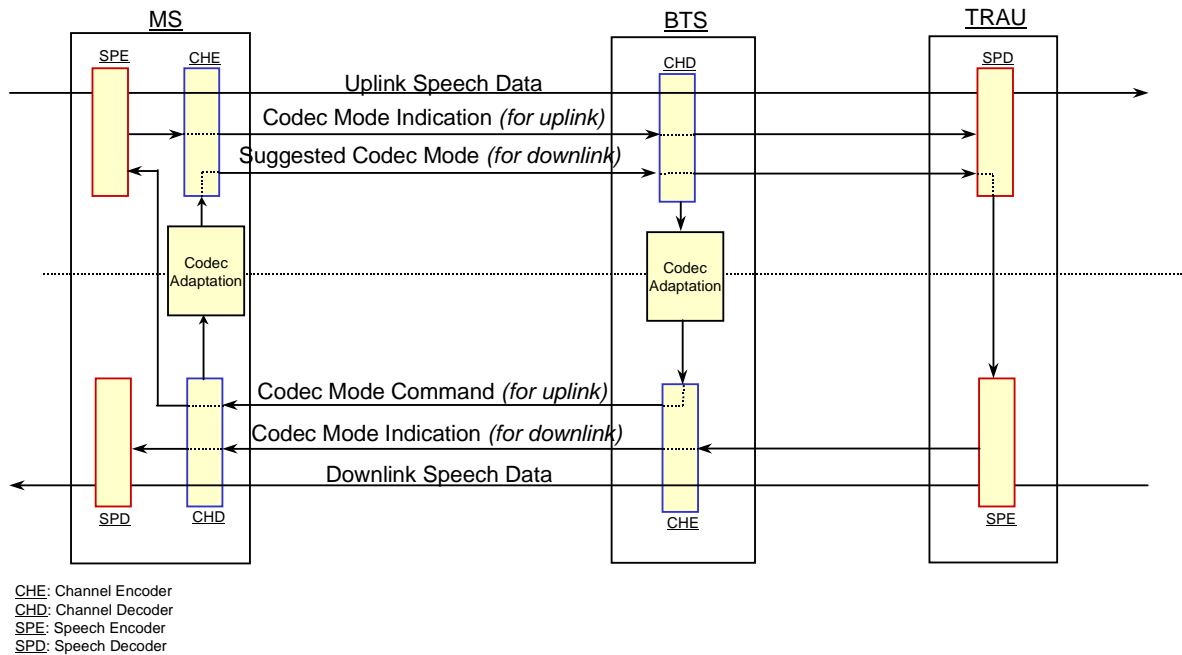 MS
BTS
TRAU
SPE
CHE
CHD
SPD
Uplink Speech Data
Codec Mode Indication (for uplink)
Suggested Codec Mode (for downlink)
Codec
Adaptation
Codec
Adaptation
Codec Mode Command (for uplink)
Codec Mode Indication (for downlink)
Downlink Speech Data
SPD
CHD
CHE
SPE
CHE: Channel Encoder
CHD: Channel Decoder
SPE: Speech Encoder
SPD: Speech Decoder